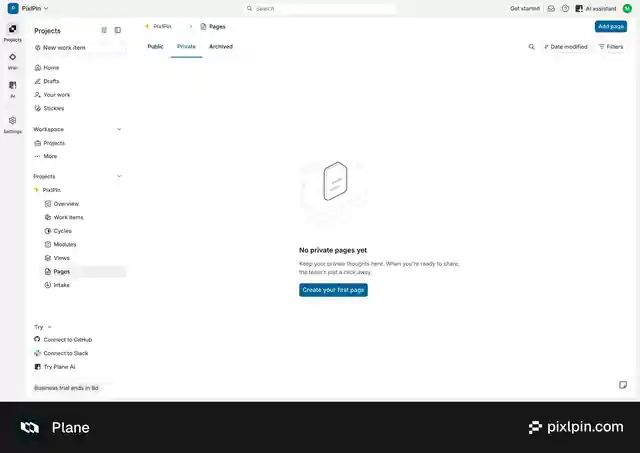 P PixlPin
Search
Get started
AI assistant
M
Projects
Wiki
AI
Settings
Projects
New work item
Home
Drafts
Your work
Stickies
Workspace
Projects
More
Projects
PixlPin
Overview
Work items
Cycles
Modules
Views
Pages
Intake
Try
Connect to GitHub
Connect to Slack
Try Plane AI
Business trial ends in 8d
PixlPin Pages
Add page
Public Private Archived
Date modified Filters
No private pages yet
Keep your private thoughts here. When you're ready to share,
the team's just a click away.
Create your first page
Plane
pixlpin.com